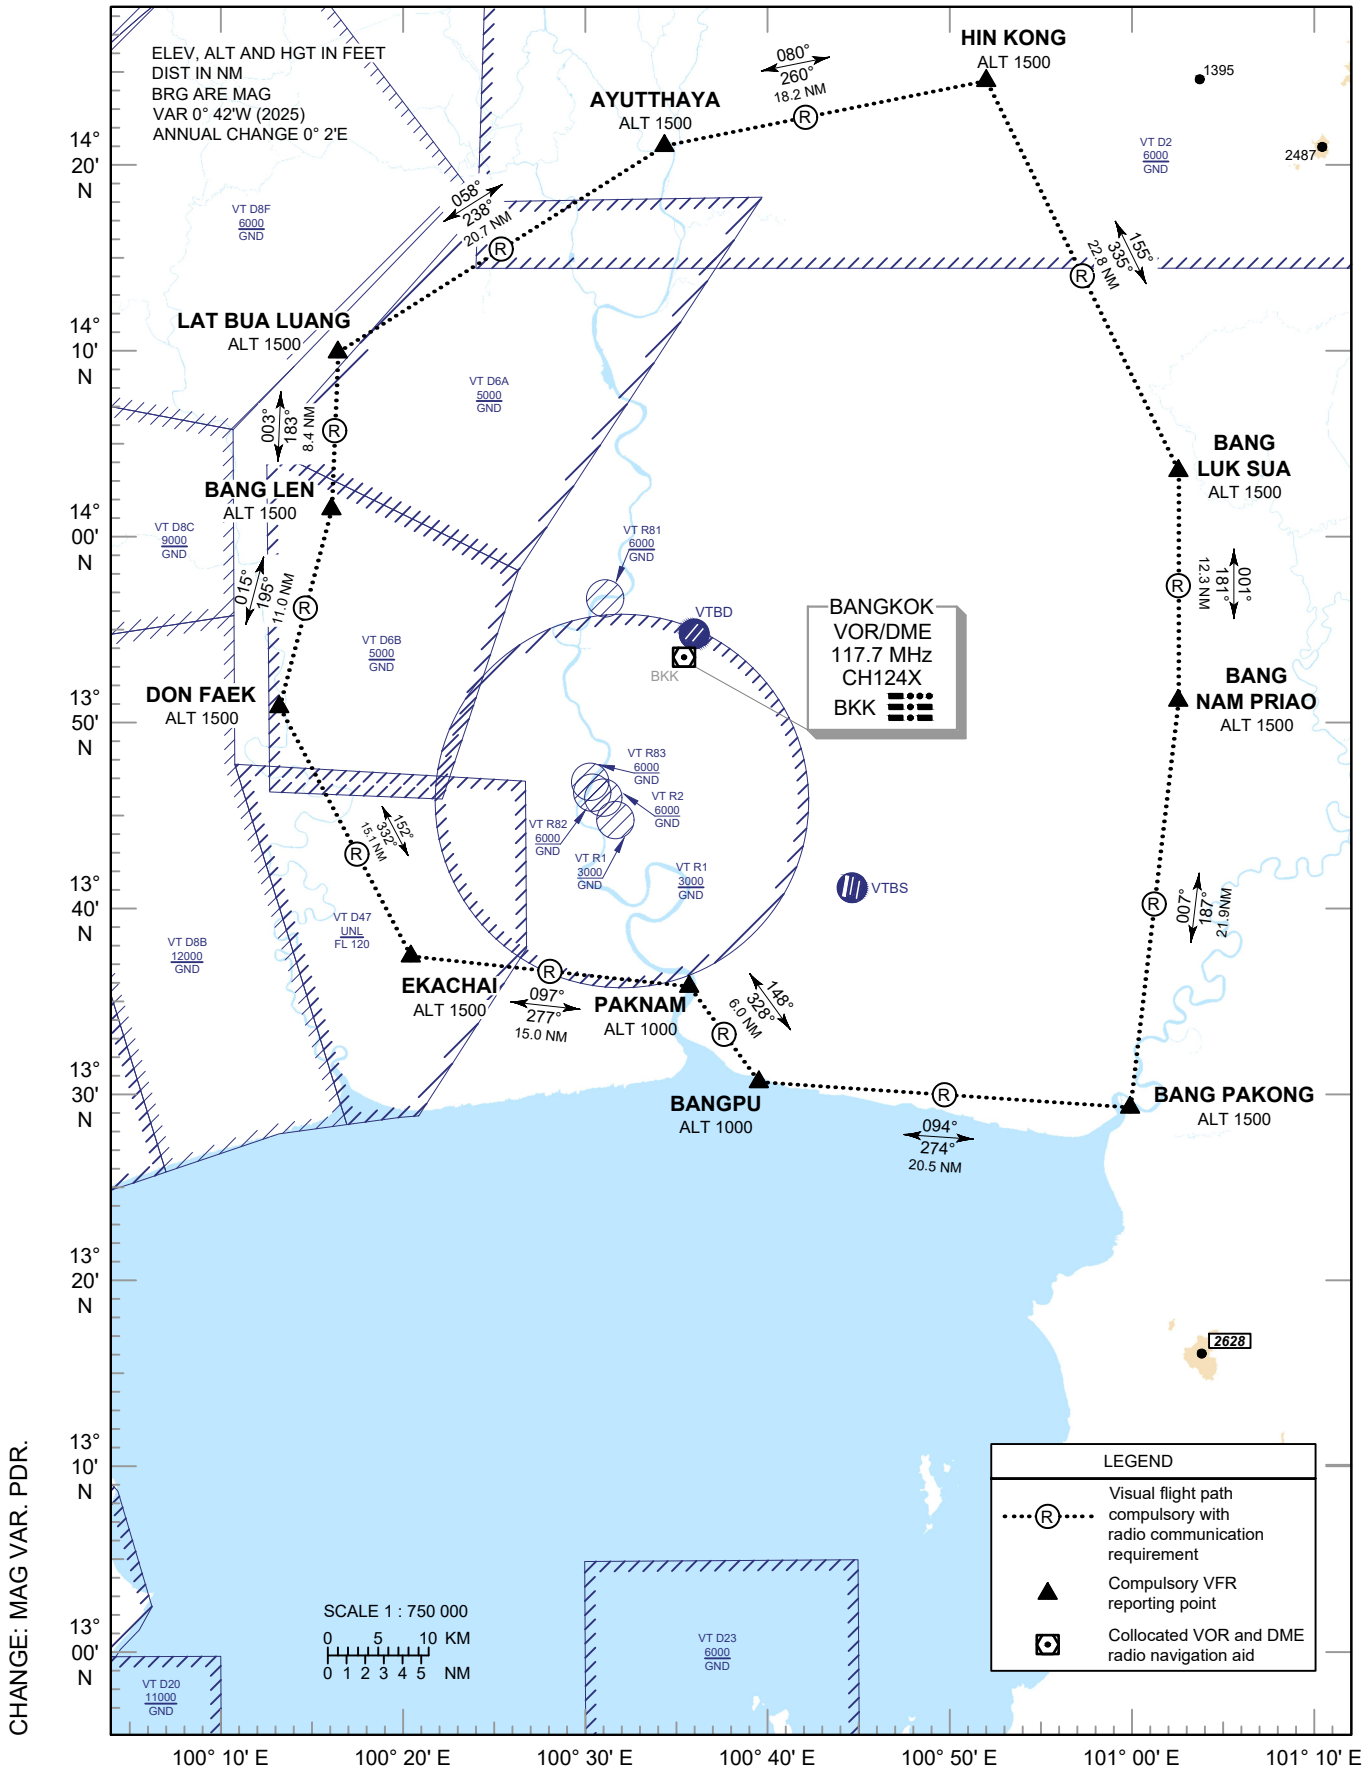 ELEV, ALT AND HGT IN FEET
DIST IN NM
BRG ARE MAG
VAR 0° 42'W (2025)
ANNUAL CHANGE 0° 2'E
HIN KONG
ALT 1500
080°
260°
18.2 NM
R
1395
AYUTTHAYA
ALT 1500
VT D2
6000
GND
2487
14°
20'
N
058°
238°
20.7 NM
R
VT D8F
6000
GND
155°
335°
22.8 NM
R
LAT BUA LUANG
ALT 1500
14°
10'
N
VT D6A
5000
GND
003°
183°
8.4 NM
R
BANG
LUK SUA
ALT 1500
BANG LEN
ALT 1500
14°
00'
N
VT D8C
9000
GND
VT R81
6000
GND
015°
195°
11.0 NM
R
001°
181°
12.3 NM
R
VTBD
BKK
BANGKOK
VOR/DME
117.7 MHz
CH124X
BKK
VT D6B
5000
GND
DON FAEK
ALT 1500
13°
50'
N
BANG
NAM PRIAO
ALT 1500
VT R83
6000
GND
VT R2
6000
GND
VT R82
6000
GND
VT R1
3000
GND
VT R1
3000
GND
152°
332°
15.1 NM
R
VTBS
13°
40'
N
007°
187°
21.9NM
R
VT D47
UNL
FL 120
VT D8B
12000
GND
EKACHAI
ALT 1500
R
097°
277°
15.0 NM
PAKNAM
ALT 1000
148°
328°
6.0 NM
R
13°
30'
N
BANGPU
ALT 1000
R
094°
274°
20.5 NM
BANG PAKONG
ALT 1500
13°
20'
N
2628
13°
10'
N
LEGEND
R
Visual flight path
compulsory with
radio communication
requirement
Compulsory VFR
reporting point
Collocated VOR and DME
radio navigation aid
SCALE 1 : 750 000
0 5 10 KM
0 1 2 3 4 5 NM
13°
00'
N
VT D23
6000
GND
VT D20
11000
GND
100° 10' E
100° 20' E
100° 30' E
100° 40' E
100° 50' E
101° 00' E
101° 10' E
CHANGE: MAG VAR. PDR.